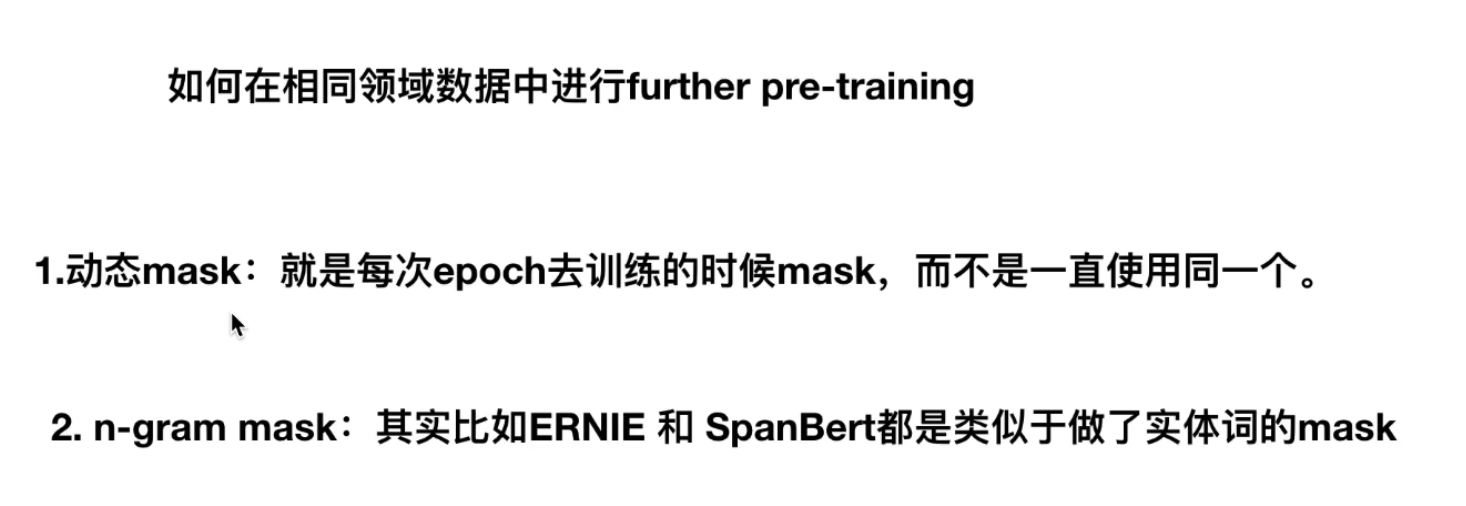 如何在相同领域数据中进行further pre-training
1.动态mask：就是每次epoch去训练的时候mask，而不是一直使用同一个。
2. n-gram mask：其实比如ERNIE 和 SpanBert都是类似于做了实体词的mask